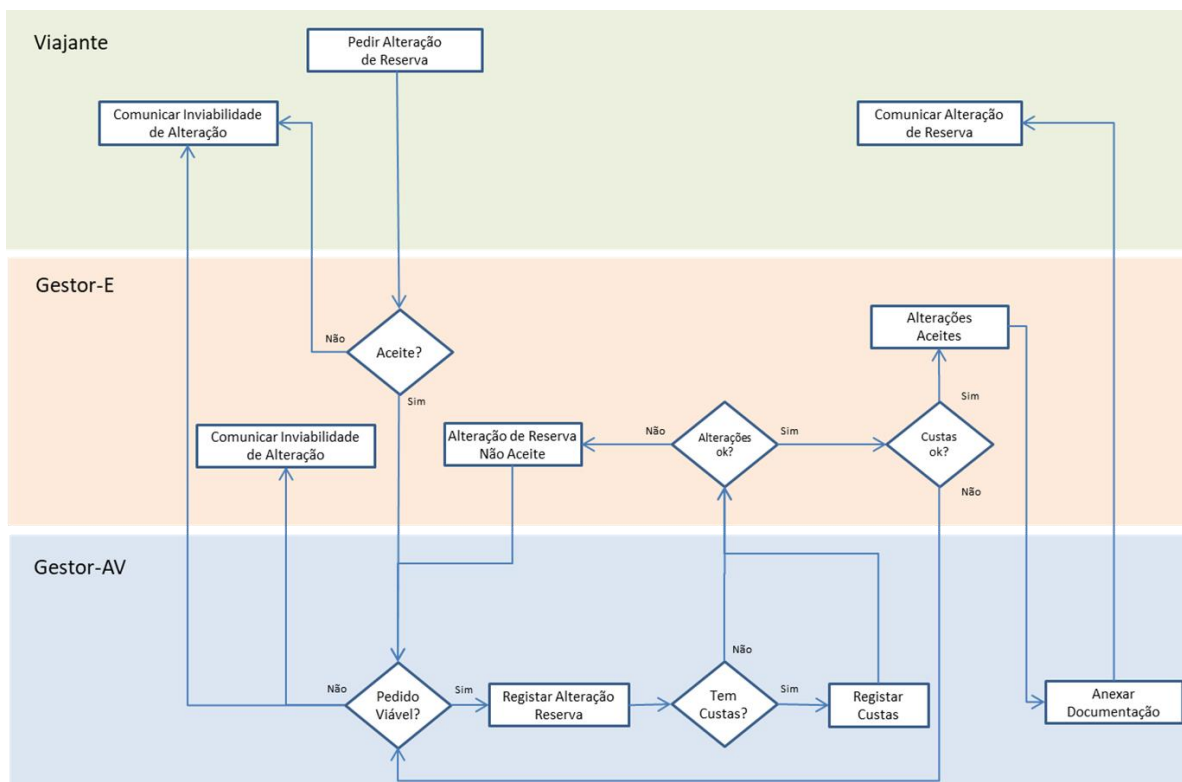 Viajante
Pedir Alteração
de Reserva
Comunicar Inviabilidade
de Alteração
Comunicar Alteração
de Reserva
Gestor-E
Não
Aceite?
Sim
Alterações
Aceites
Sim
Comunicar Inviabilidade
de Alteração
Alteração de Reserva
Não Aceite
Não
Alterações
ok?
Sim
Custas
ok?
Não
Gestor-AV
Não
Pedido
Viável?
Sim
Registar Alteração
Reserva
Não
Tem
Custas?
Sim
Registar
Custas
Anexar
Documentação